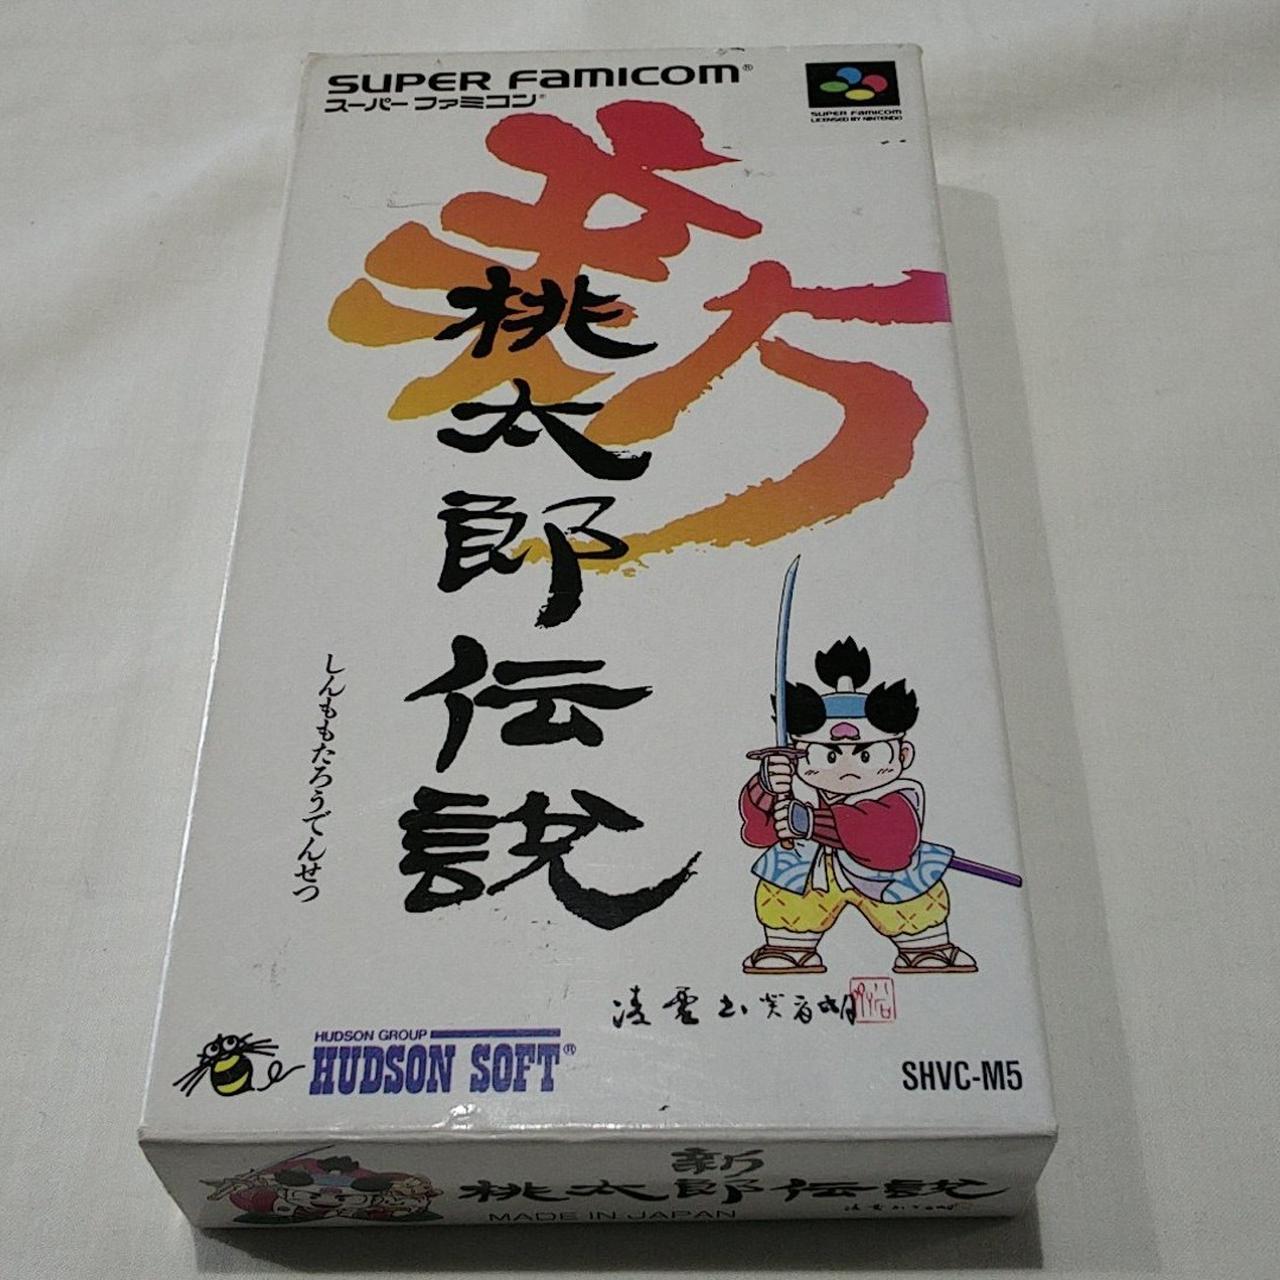 SUPER FAMICOM®
スーパーファミコン®
SUPER FAMICOM
LICENSED BY NINTENDO
新
桃太郎伝説
しんももたろうでんせつ
HUDSON GROUP
HUDSON SOFT®
SHVC-M5
新
桃太郎伝説
MADE IN JAPAN